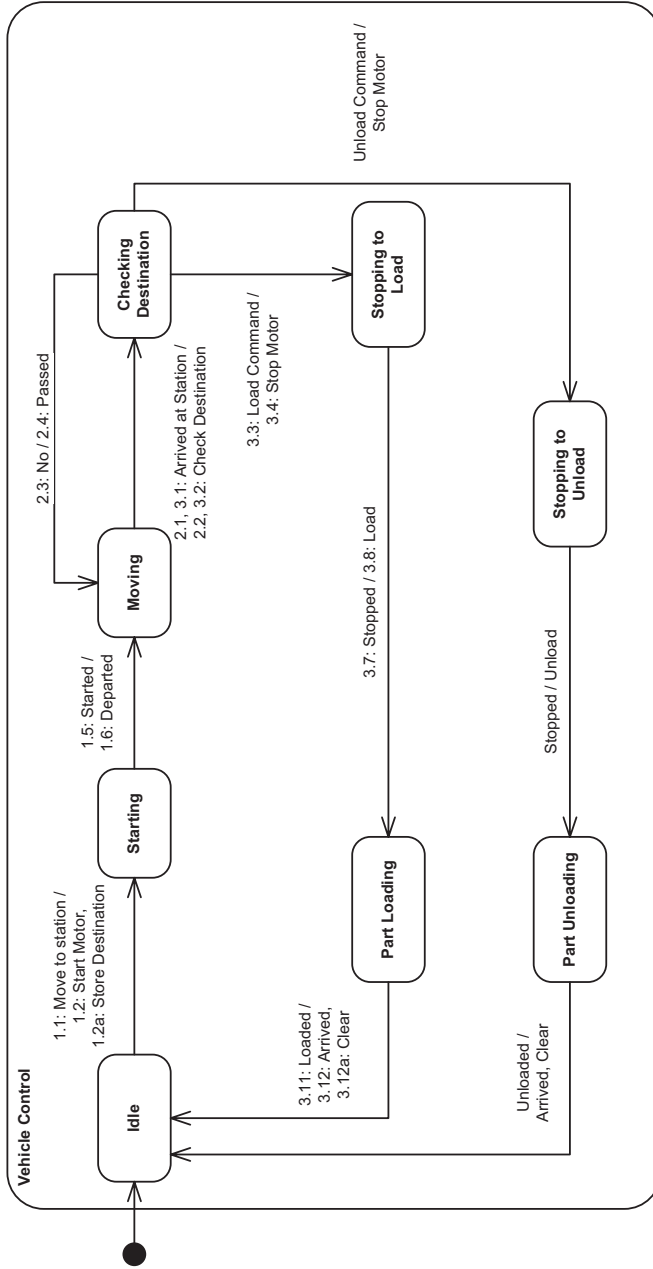 Vehicle Control
Idle
1.1: Move to station /
1.2: Start Motor,
1.2a: Store Destination
Starting
1.5: Started /
1.6: Departed
Moving
2.3: No / 2.4: Passed
2.1, 3.1: Arrived at Station /
2.2, 3.2: Check Destination
Checking
Destination
3.3: Load Command /
3.4: Stop Motor
Unload Command /
Stop Motor
3.11: Loaded /
3.12: Arrived,
3.12a: Clear
Part Loading
3.7: Stopped / 3.8: Load
Stopping to
Load
Unloaded /
Arrived, Clear
Part Unloading
Stopped / Unload
Stopping to
Unload